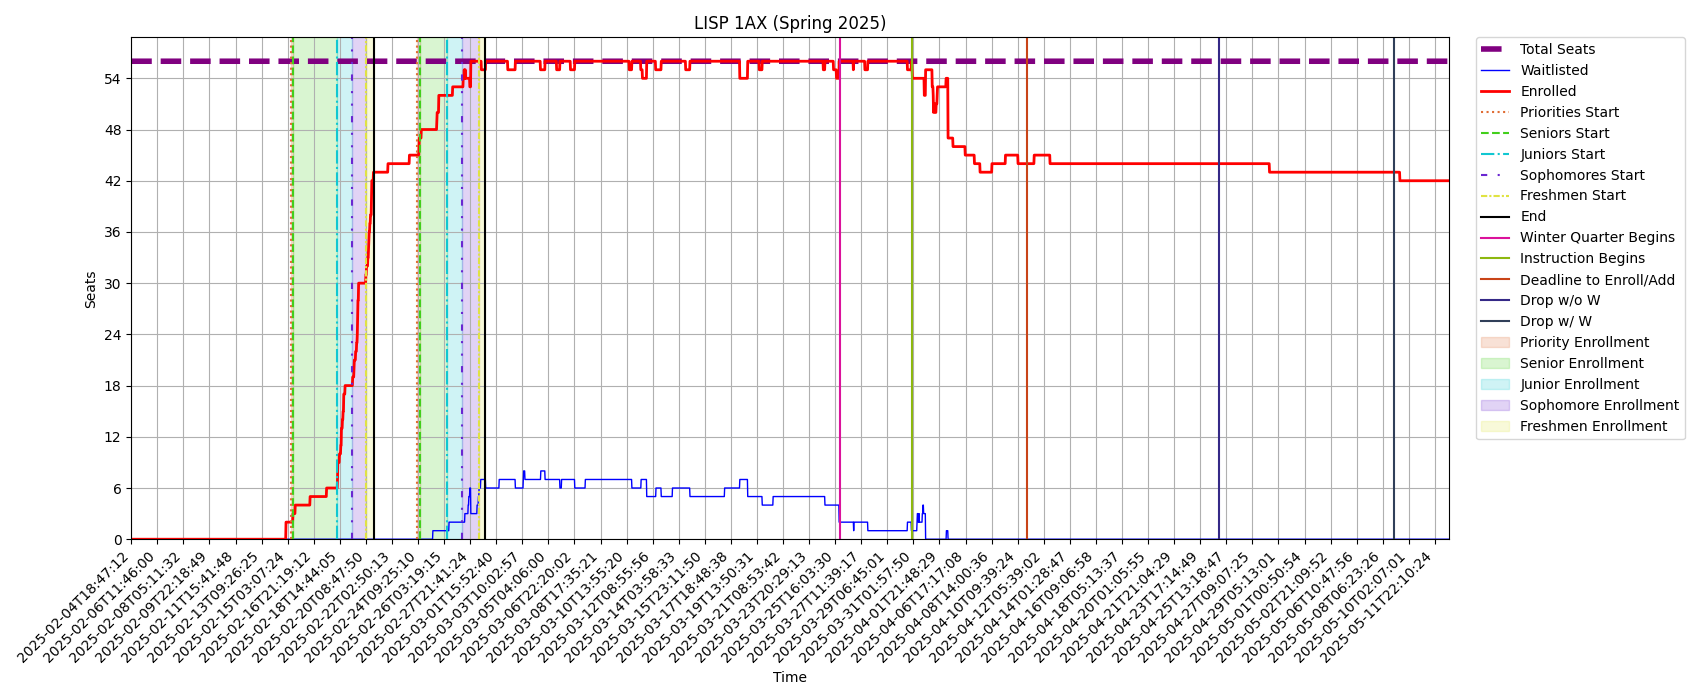 LISP 1AX (Spring 2025)
Seats
54
48
42
36
30
24
18
12
6
0
2025-02-04T18:47:12
2025-02-06T11:46:00
2025-02-08T05:11:32
2025-02-09T22:18:49
2025-02-11T15:41:48
2025-02-13T09:26:25
2025-02-15T03:07:24
2025-02-16T21:19:12
2025-02-18T14:44:05
2025-02-20T08:47:50
2025-02-22T02:50:13
2025-02-24T09:25:10
2025-02-26T03:19:15
2025-02-27T21:41:24
2025-03-01T15:52:40
2025-03-03T10:02:57
2025-03-05T04:06:00
2025-03-06T22:20:02
2025-03-08T17:35:21
2025-03-10T13:55:20
2025-03-12T08:55:56
2025-03-14T03:58:33
2025-03-15T23:11:50
2025-03-17T18:48:38
2025-03-19T13:50:31
2025-03-21T08:53:42
2025-03-23T20:29:13
2025-03-25T16:03:30
2025-03-27T11:39:17
2025-03-29T06:45:01
2025-03-31T01:57:50
2025-04-01T21:48:29
2025-04-06T17:17:08
2025-04-08T14:00:36
2025-04-10T09:39:24
2025-04-12T05:39:02
2025-04-14T01:28:47
2025-04-16T09:06:58
2025-04-18T05:13:37
2025-04-20T01:05:55
2025-04-21T21:04:29
2025-04-23T17:14:49
2025-04-25T13:18:47
2025-04-27T09:07:25
2025-04-29T05:13:01
2025-05-01T00:50:54
2025-05-02T21:09:52
2025-05-06T10:47:56
2025-05-08T06:23:26
2025-05-10T02:07:01
2025-05-11T22:10:24
Time
Total Seats
Waitlisted
Enrolled
Priorities Start
Seniors Start
Juniors Start
Sophomores Start
Freshmen Start
End
Winter Quarter Begins
Instruction Begins
Deadline to Enroll/Add
Drop w/o W
Drop w/ W
Priority Enrollment
Senior Enrollment
Junior Enrollment
Sophomore Enrollment
Freshmen Enrollment